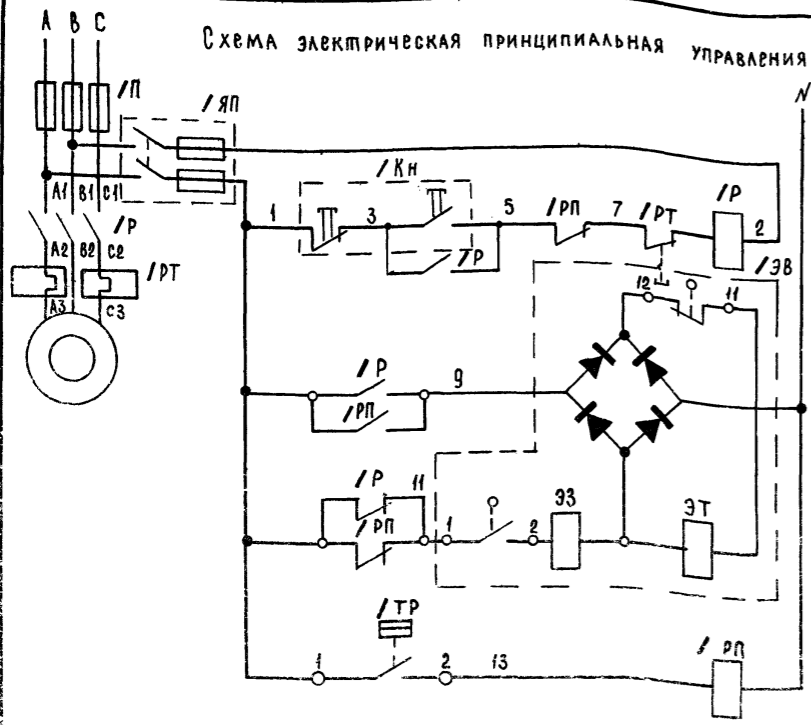 Схема электрическая принципиальная управления
A B C
N
/П
/ЯП
/Кн
A1 B1 C1
/Р
1 3 5 /РП 7 /РТ /Р 2
/Р
A2 B2 C2
/РТ
/ЭВ
12 11
A3 C3
/Р 9
/РП
/Р 11
/РП 1 2 ЭЗ ЭТ
/ТР
1 2 13 /РП